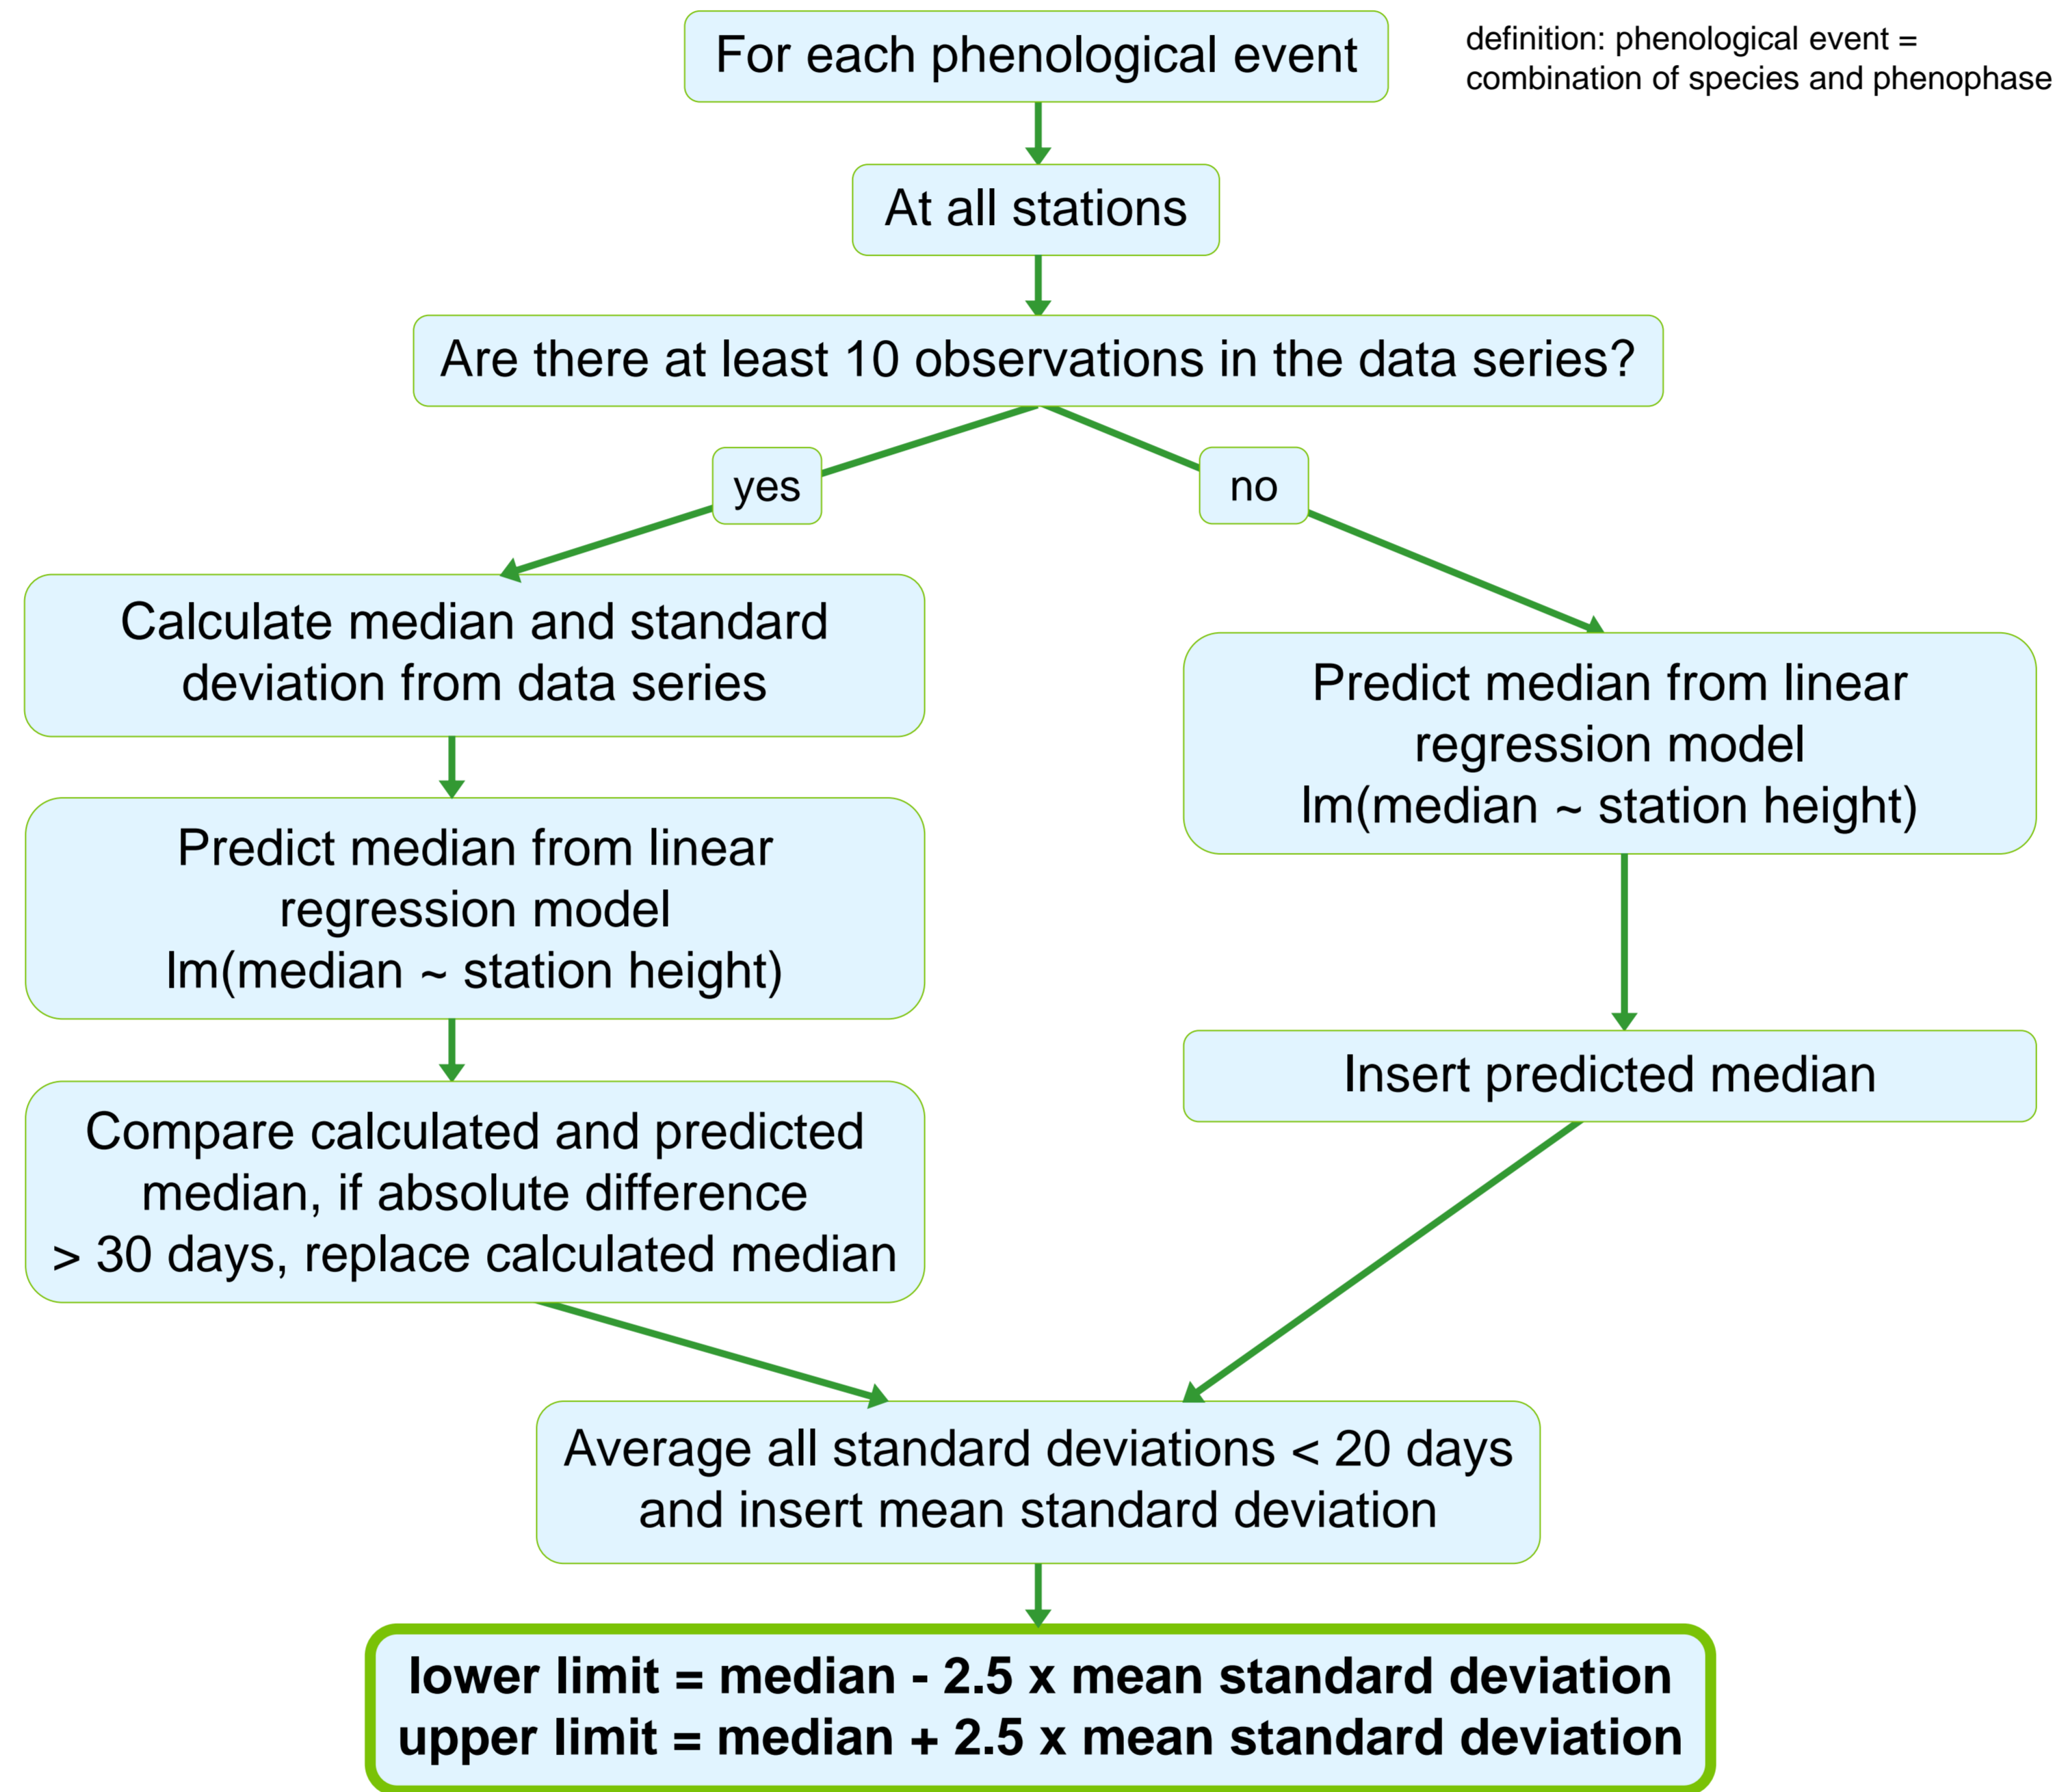 For each phenological event
definition: phenological event =
combination of species and phenophase
At all stations
Are there at least 10 observations in the data series?
yes
no
Calculate median and standard
deviation from data series
Predict median from linear
regression model
lm(median ~ station height)
Predict median from linear
regression model
lm(median ~ station height)
Insert predicted median
Compare calculated and predicted
median, if absolute difference
> 30 days, replace calculated median
Average all standard deviations < 20 days
and insert mean standard deviation
lower limit = median - 2.5 x mean standard deviation
upper limit = median + 2.5 x mean standard deviation